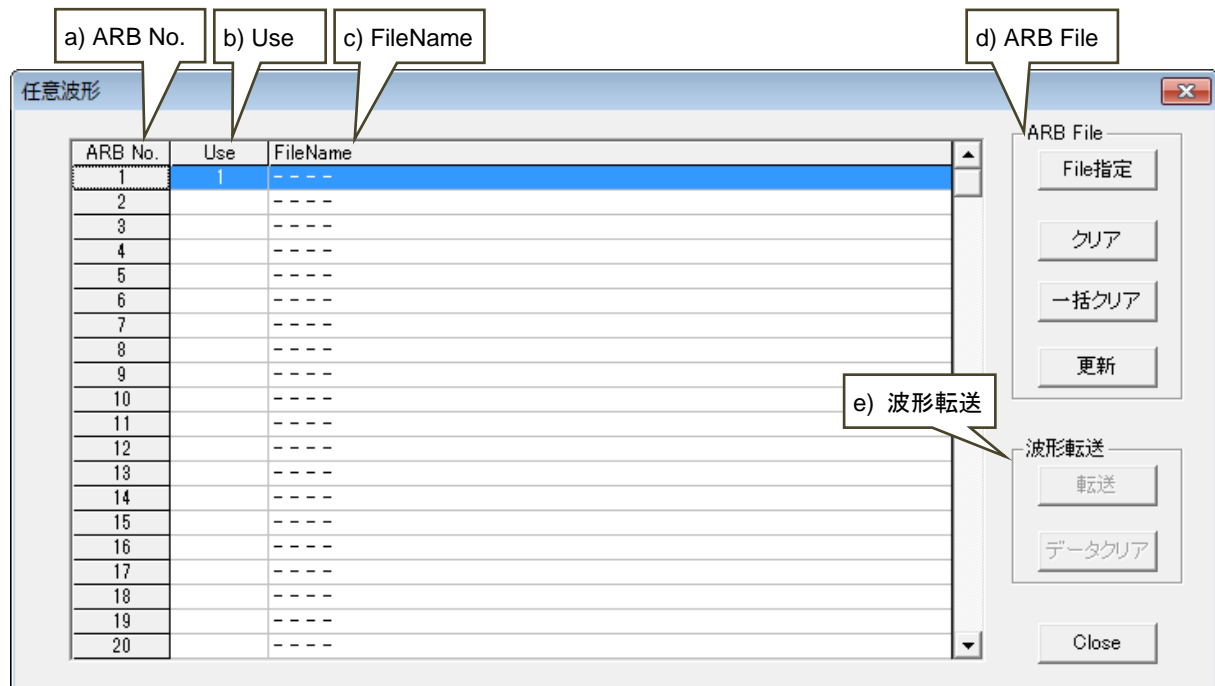 a) ARB No.
b) Use
c) FileName
d) ARB File
任意波形
ARB No. Use FileName
1 1 - - - -
2 - - - -
3 - - - -
4 - - - -
5 - - - -
6 - - - -
7 - - - -
8 - - - -
9 - - - -
10 - - - -
11 - - - -
12 - - - -
13 - - - -
14 - - - -
15 - - - -
16 - - - -
17 - - - -
18 - - - -
19 - - - -
20 - - - -
ARB File
File指定
クリア
一括クリア
更新
e) 波形転送
波形転送
転送
データクリア
Close